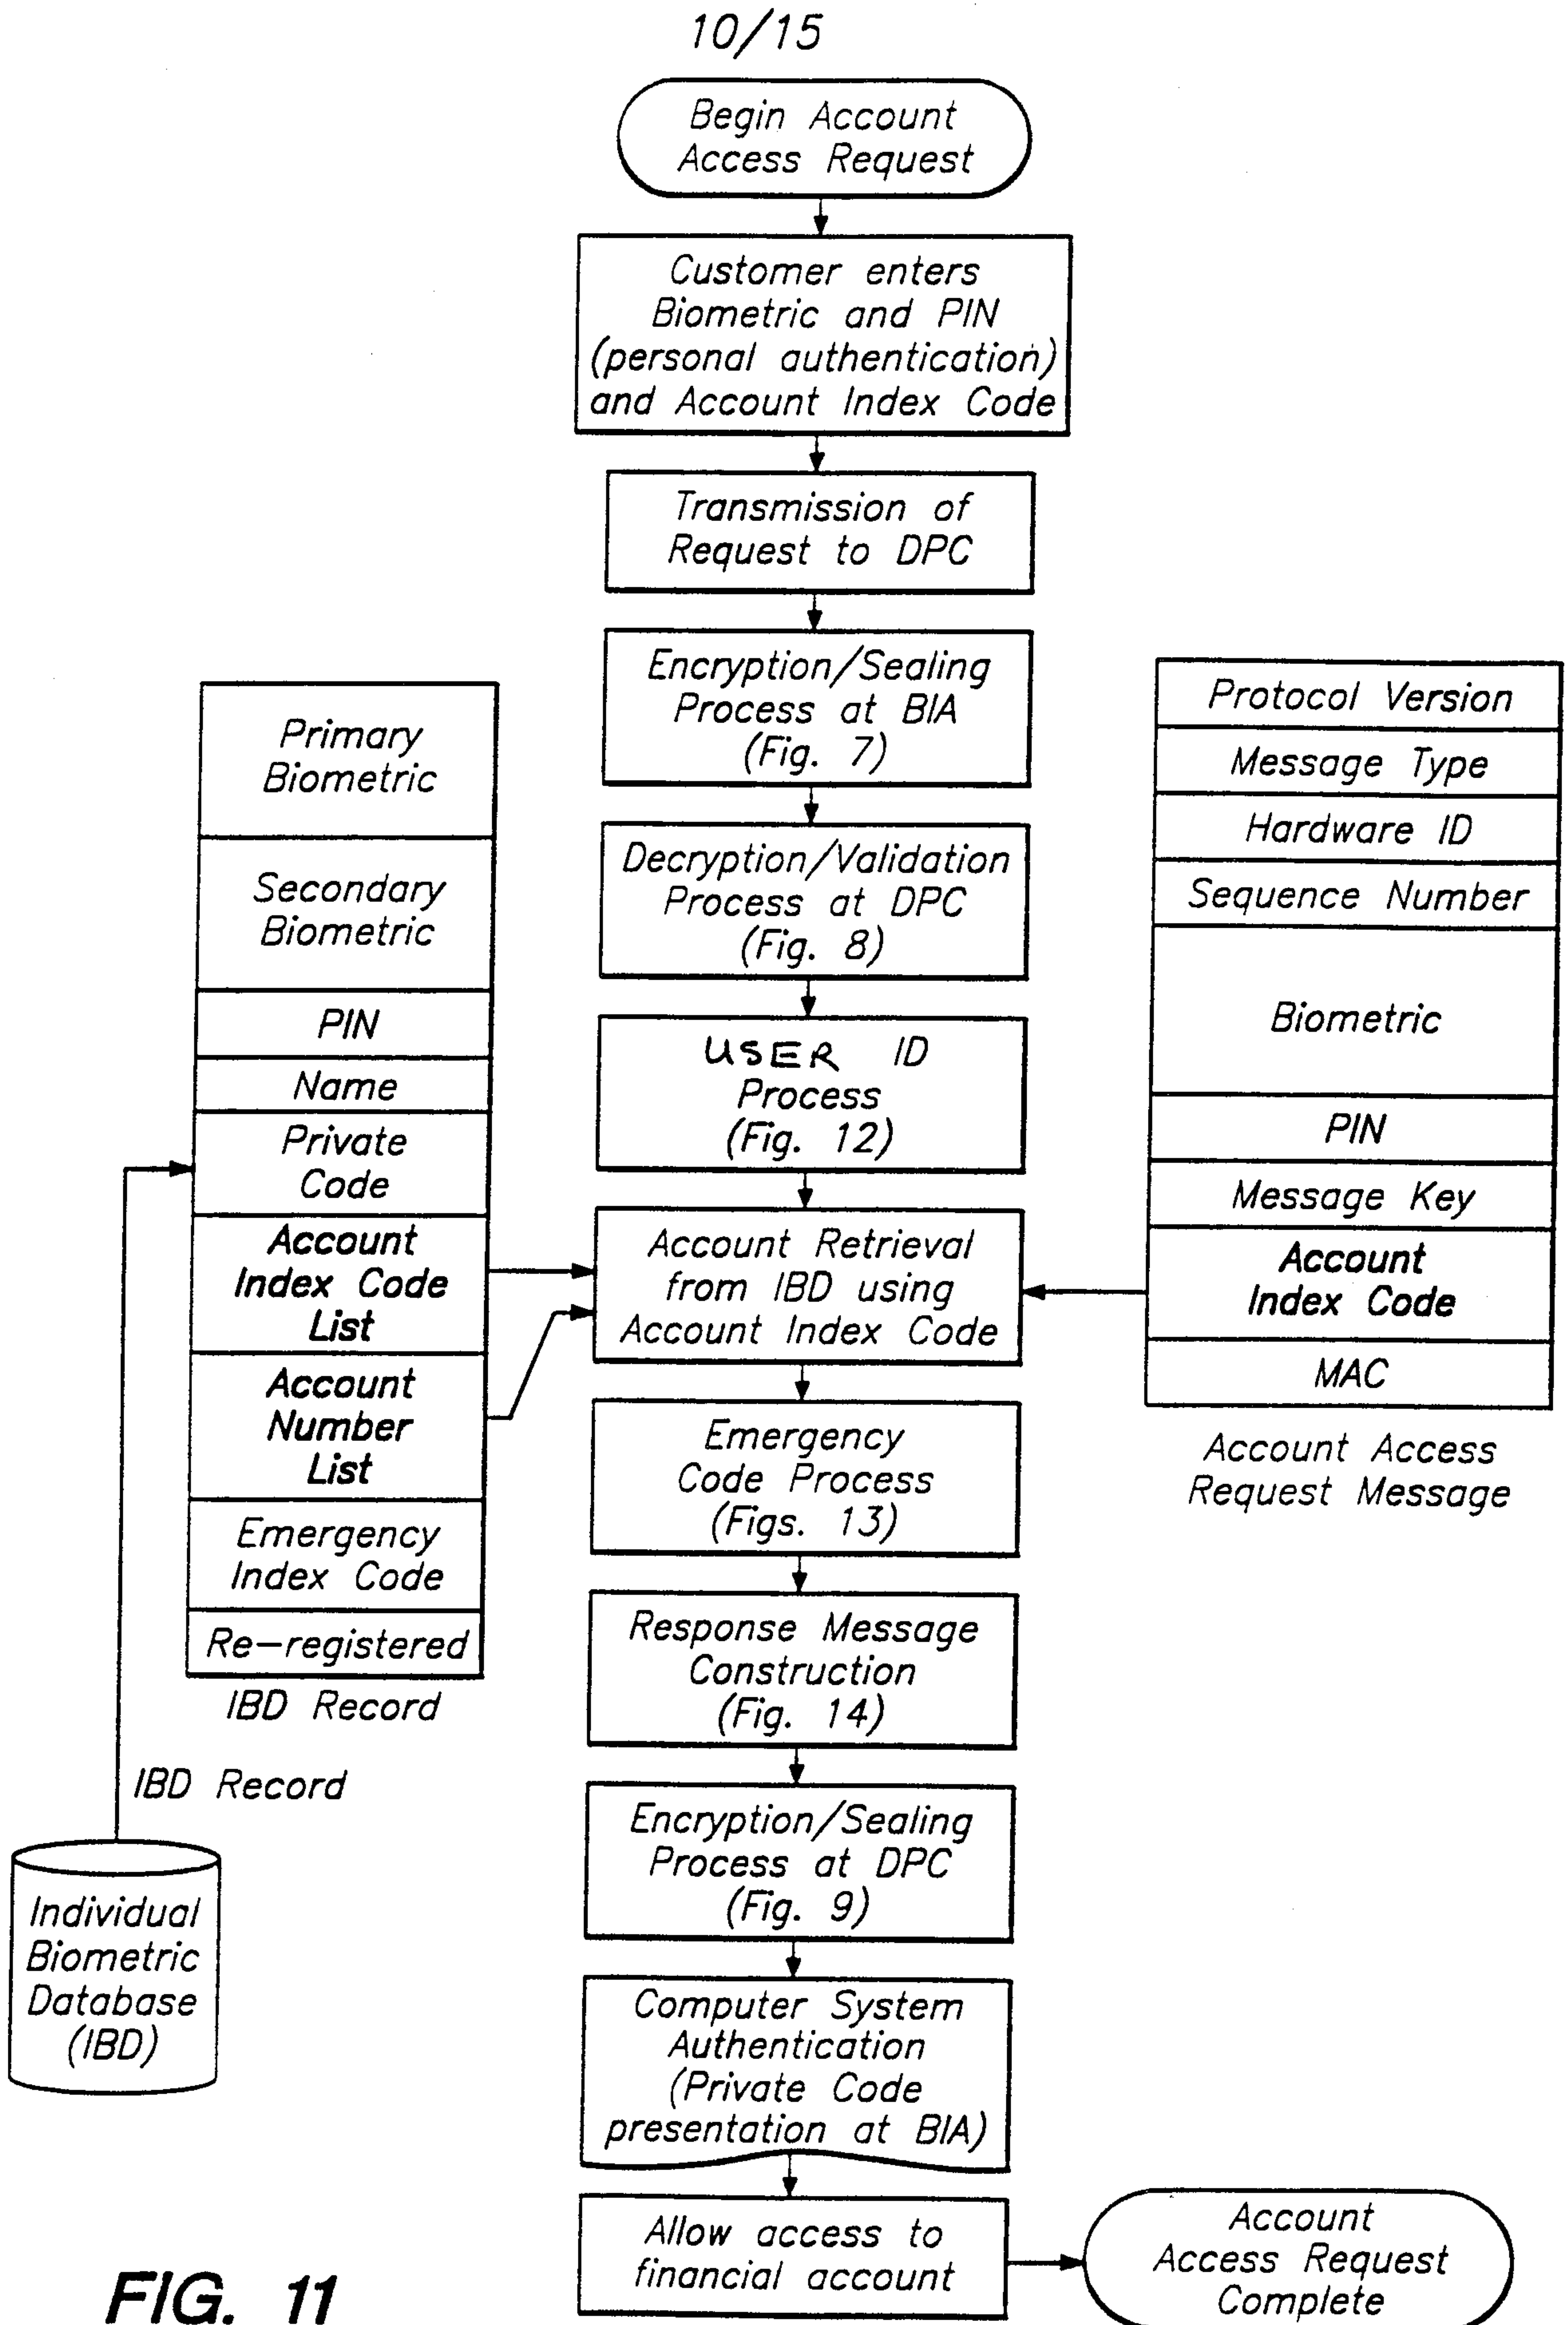 10/15
Begin Account
Access Request
Customer enters
Biometric and PIN
(personal authentication)
and Account Index Code
Transmission of
Request to DPC
Encryption/Sealing
Process at BIA
(Fig. 7)
Decryption/Validation
Process at DPC
(Fig. 8)
USER ID
Process
(Fig. 12)
Account Retrieval
from IBD using
Account Index Code
Emergency
Code Process
(Figs. 13)
Response Message
Construction
(Fig. 14)
Encryption/Sealing
Process at DPC
(Fig. 9)
Computer System
Authentication
(Private Code
presentation at BIA)
Allow access to
financial account
Account
Access Request
Complete
Primary
Biometric
Secondary
Biometric
PIN
Name
Private
Code
Account
Index Code
List
Account
Number
List
Emergency
Index Code
Re-registered
IBD Record
IBD Record
Individual
Biometric
Database
(IBD)
Protocol Version
Message Type
Hardware ID
Sequence Number
Biometric
PIN
Message Key
Account
Index Code
MAC
Account Access
Request Message
FIG. 11